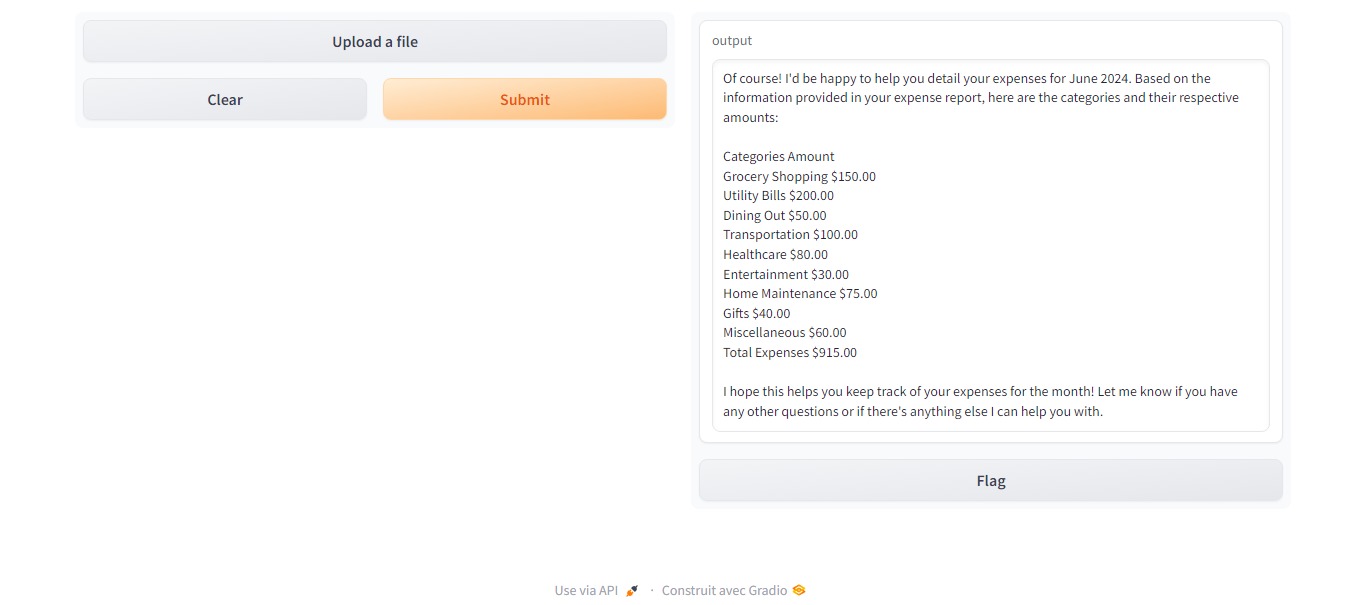 Upload a file
Clear
Submit
output
Of course! I'd be happy to help you detail your expenses for June 2024. Based on the
information provided in your expense report, here are the categories and their respective
amounts:
Categories Amount
Grocery Shopping $150.00
Utility Bills $200.00
Dining Out $50.00
Transportation $100.00
Healthcare $80.00
Entertainment $30.00
Home Maintenance $75.00
Gifts $40.00
Miscellaneous $60.00
Total Expenses $915.00
I hope this helps you keep track of your expenses for the month! Let me know if you have
any other questions or if there's anything else I can help you with.
Flag
Use via API · Construit avec Gradio